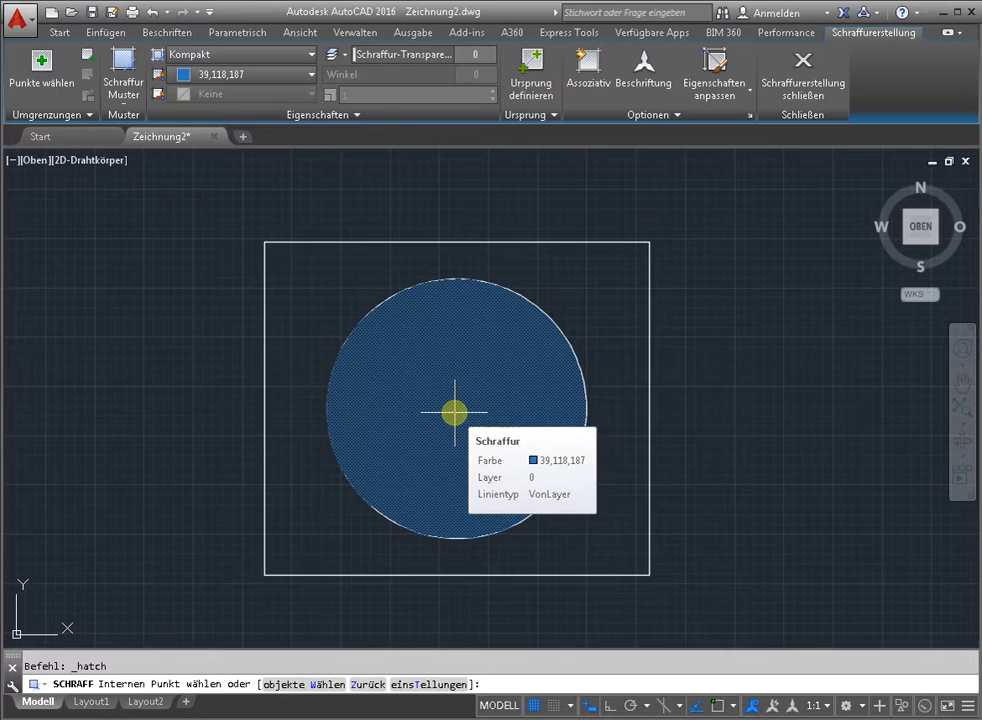 Autodesk AutoCAD 2016 Zeichnung2.dwg
Stichwort oder Frage eingeben
Anmelden
Start Einfügen Beschriften Parametrisch Ansicht Verwalten Ausgabe Add-ins A360 Express Tools Verfügbare Apps BIM 360 Performance Schraffurerstellung
Kompakt
Schraffur-Transpare... 0
39,118,187
Winkel 0
Keine
1
Punkte wählen
Schraffur
Muster
Ursprung
definieren
Assoziativ
Beschriftung
Eigenschaften
anpassen
Schraffurerstellung
schließen
Umgrenzungen Muster Eigenschaften Ursprung Optionen Schließen
Start Zeichnung2*
[−][Oben][2D-Drahtkörper]
N
W OBEN O
S
WKS
Schraffur
Farbe 39,118,187
Layer 0
Linientyp VonLayer
Y
X
Befehl: _hatch
SCHRAFF Internen Punkt wählen oder [objekte Wählen Zurück einsTellungen]:
Modell Layout1 Layout2
MODELL 1:1